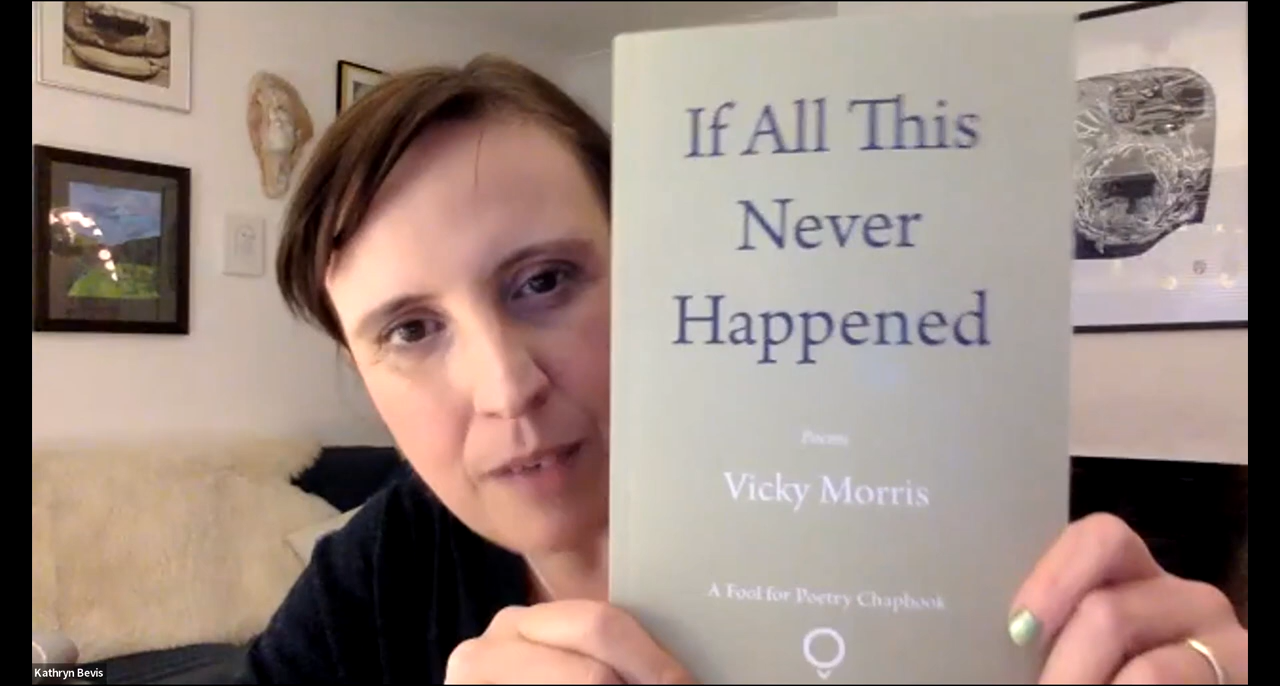 If All This
Never
Happened
Poems
Vicky Morris
A Fool for Poetry Chapbook
Kathryn Bevis